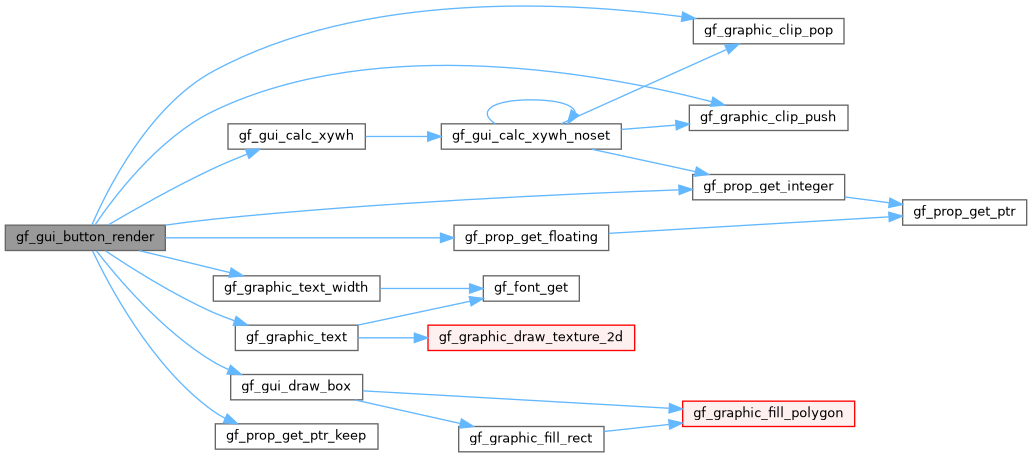 gf_graphic_clip_pop
gf_graphic_clip_push
gf_gui_calc_xywh
gf_gui_calc_xywh_noset
gf_prop_get_integer
gf_prop_get_ptr
gf_gui_button_render
gf_prop_get_floating
gf_graphic_text_width
gf_font_get
gf_graphic_text
gf_graphic_draw_texture_2d
gf_gui_draw_box
gf_graphic_fill_polygon
gf_prop_get_ptr_keep
gf_graphic_fill_rect